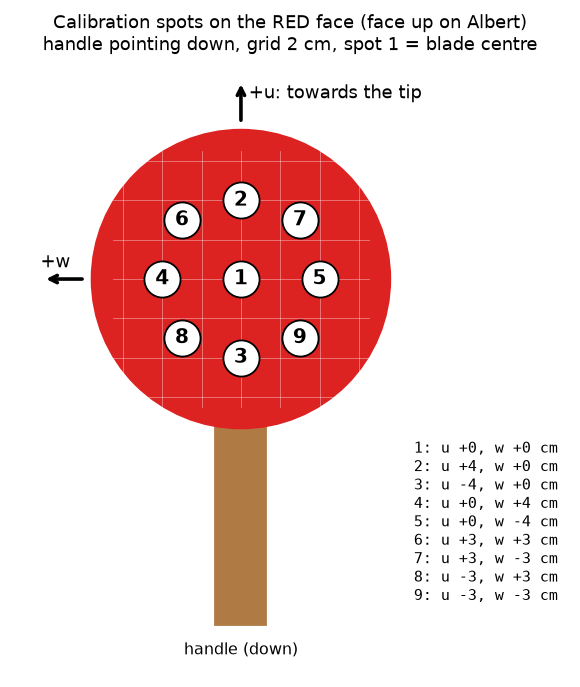 Calibration spots on the RED face (face up on Albert)
handle pointing down, grid 2 cm, spot 1 = blade centre
+u: towards the tip
2
6
7
+w
4
1
5
8
9
3
1: u +0, w +0 cm
2: u +4, w +0 cm
3: u -4, w +0 cm
4: u +0, w +4 cm
5: u +0, w -4 cm
6: u +3, w +3 cm
7: u +3, w -3 cm
8: u -3, w +3 cm
9: u -3, w -3 cm
handle (down)